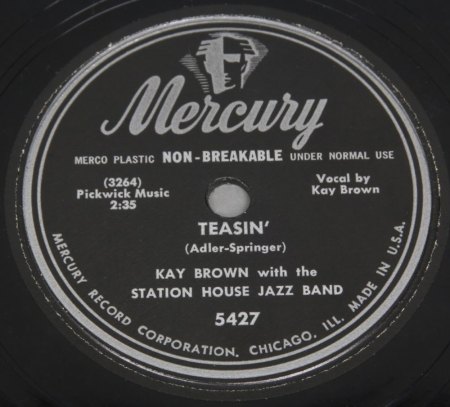 Mercury
MERCO PLASTIC NON-BREAKABLE UNDER NORMAL USE
(3264)
Pickwick Music
2:35
Vocal by
Kay Brown
TEASIN'
(Adler-Springer)
KAY BROWN with the
STATION HOUSE JAZZ BAND
5427
MERCURY RECORD CORPORATION. CHICAGO. ILL. MADE IN U.S.A.